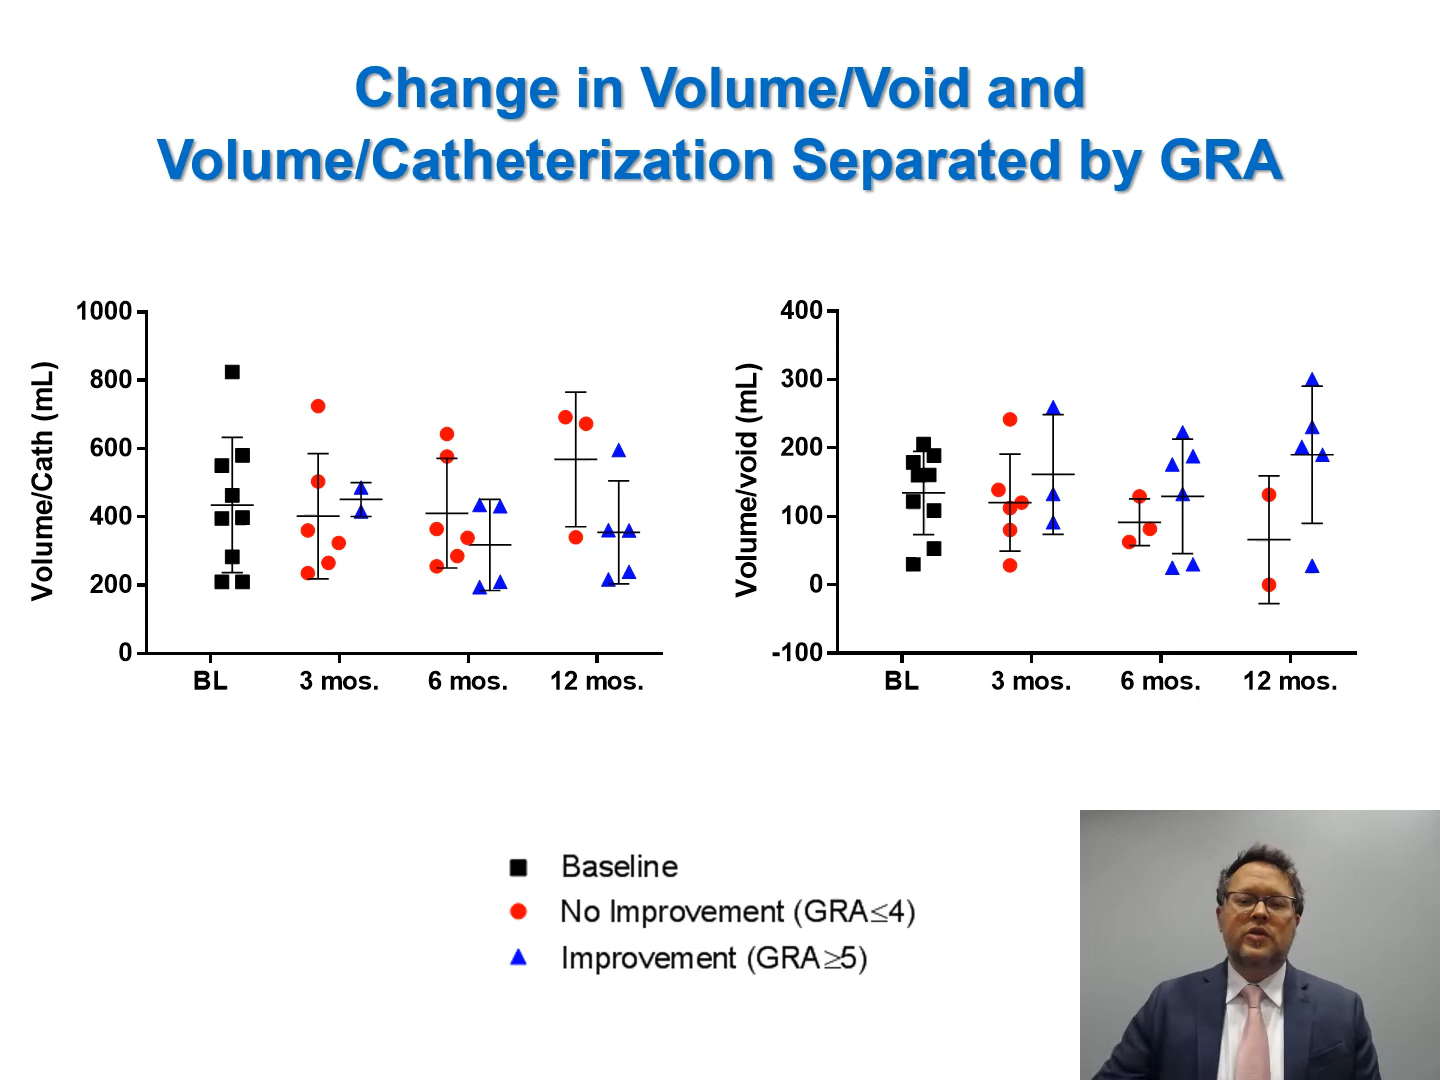 Change in Volume/Void and
Volume/Catheterization Separated by GRA
Volume/Cath (mL)
1000
800
600
400
200
0
BL 3 mos. 6 mos. 12 mos.
Volume/void (mL)
400
300
200
100
0
-100
BL 3 mos. 6 mos. 12 mos.
Baseline
No Improvement (GRA≤4)
Improvement (GRA≥5)